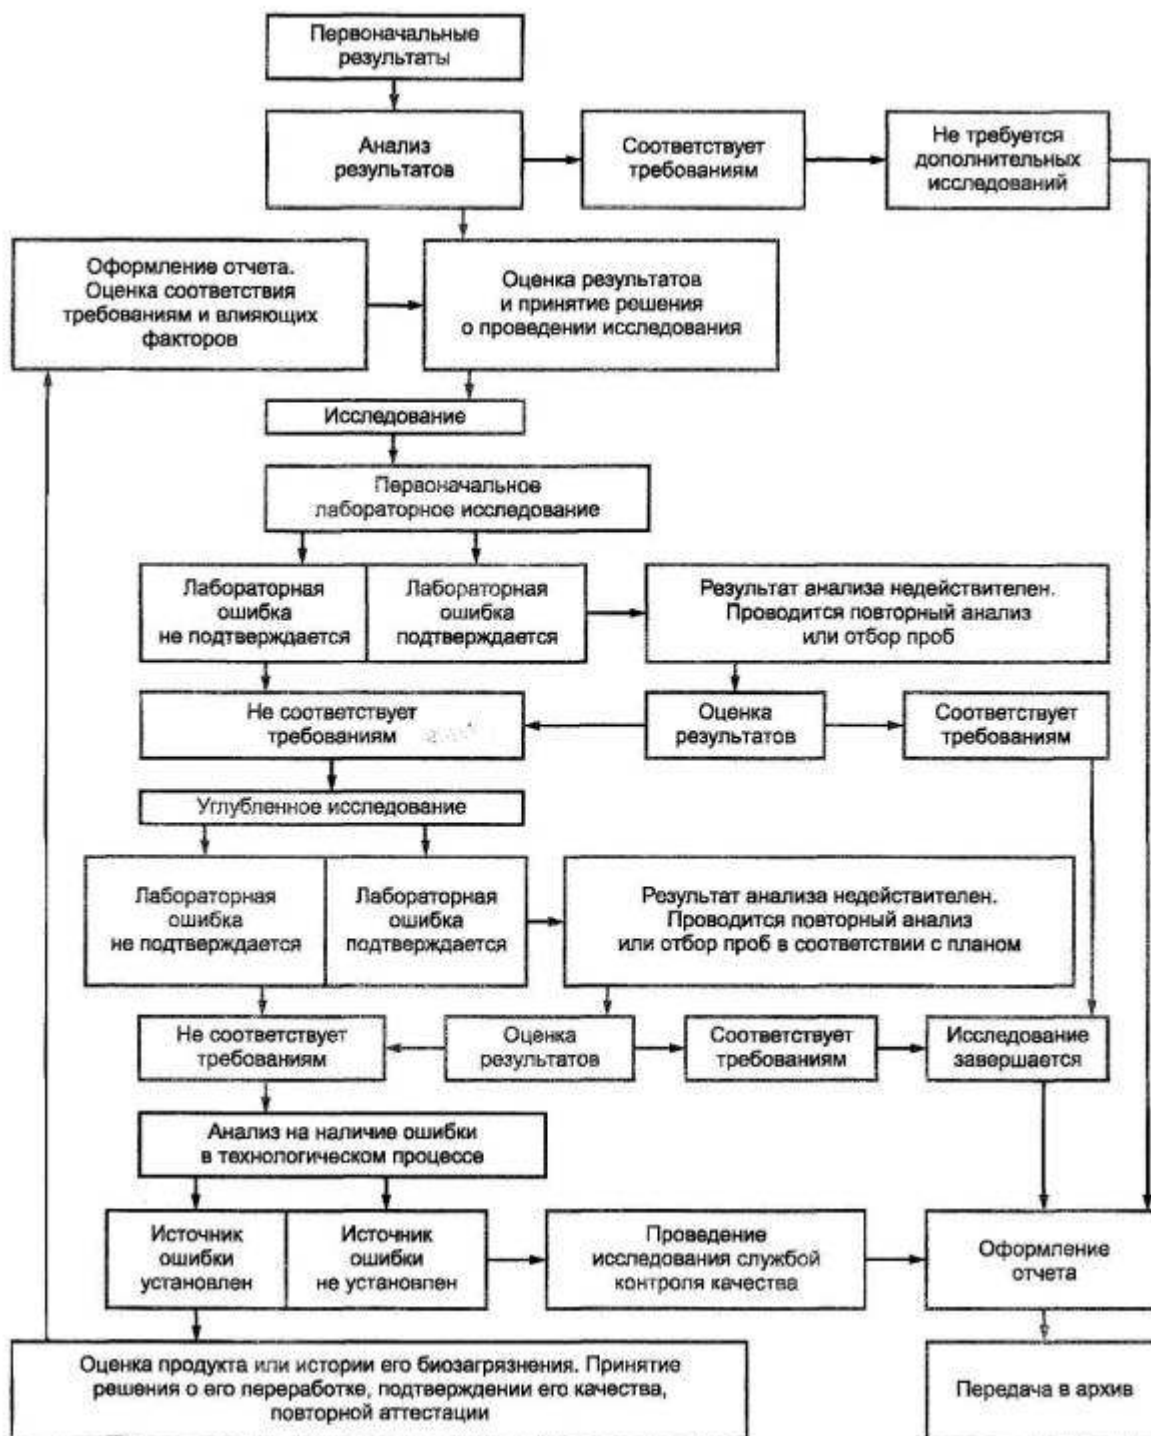 Первоначальные
результаты
Анализ
результатов
Соответствует
требованиям
Не требуется
дополнительных
исследований
Оформление отчета.
Оценка соответствия
требованиям и влияющих
факторов
Оценка результатов
и принятие решения
о проведении исследования
Исследование
Первоначальное
лабораторное исследование
Лабораторная
ошибка
не подтверждается
Лабораторная
ошибка
подтверждается
Результат анализа недействителен.
Проводится повторный анализ
или отбор проб
Не соответствует
требованиям
Оценка
результатов
Соответствует
требованиям
Углубленное исследование
Лабораторная
ошибка
не подтверждается
Лабораторная
ошибка
подтверждается
Результат анализа недействителен.
Проводится повторный анализ
или отбор проб в соответствии с планом
Не соответствует
требованиям
Оценка
результатов
Соответствует
требованиям
Исследование
завершается
Анализ на наличие ошибки
в технологическом процессе
Источник
ошибки
установлен
Источник
ошибки
не установлен
Проведение
исследования службой
контроля качества
Оформление
отчета
Оценка продукта или истории его биозагрязнения. Принятие
решения о его переработке, подтверждении его качества,
повторной аттестации
Передача в архив